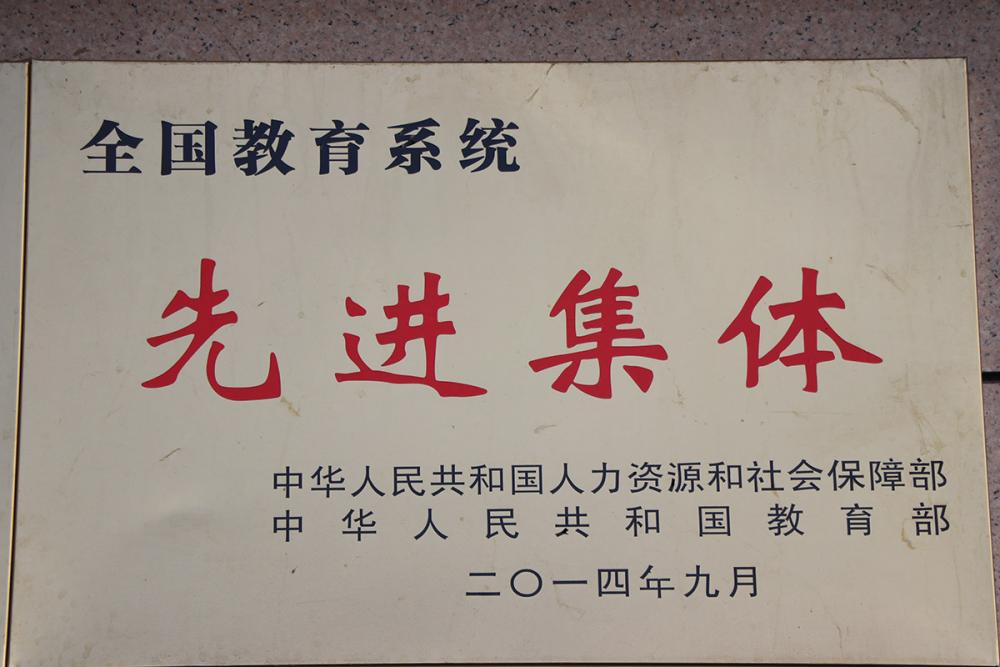 全国教育系统
先进集体
中华人民共和国人力资源和社会保障部
中华人民共和国教育部
二〇一四年九月